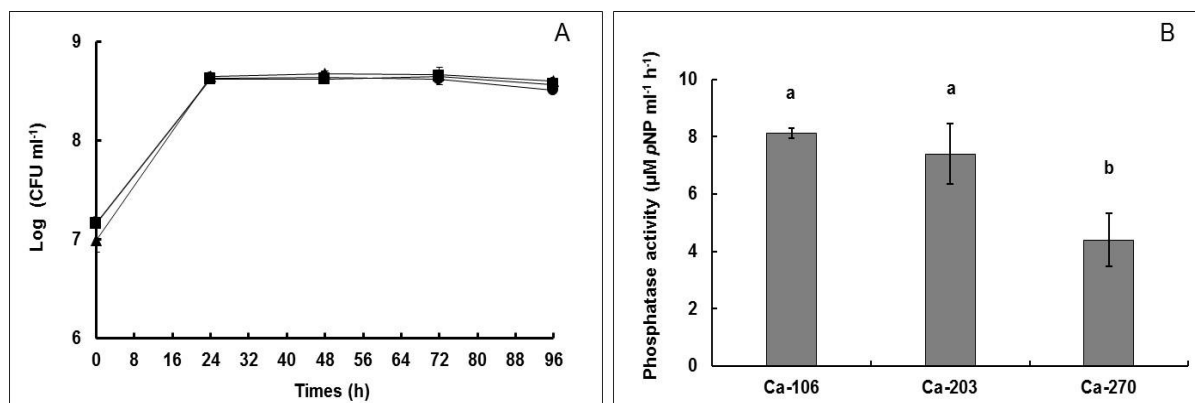 A
Log (CFU ml⁻¹)
9
8
7
6
0 8 16 24 32 40 48 56 64 72 80 88 96
Times (h)
B
Phosphatase activity (µM pNP ml⁻¹ h⁻¹)
10
8
6
4
2
0
a
a
b
Ca-106 Ca-203 Ca-270